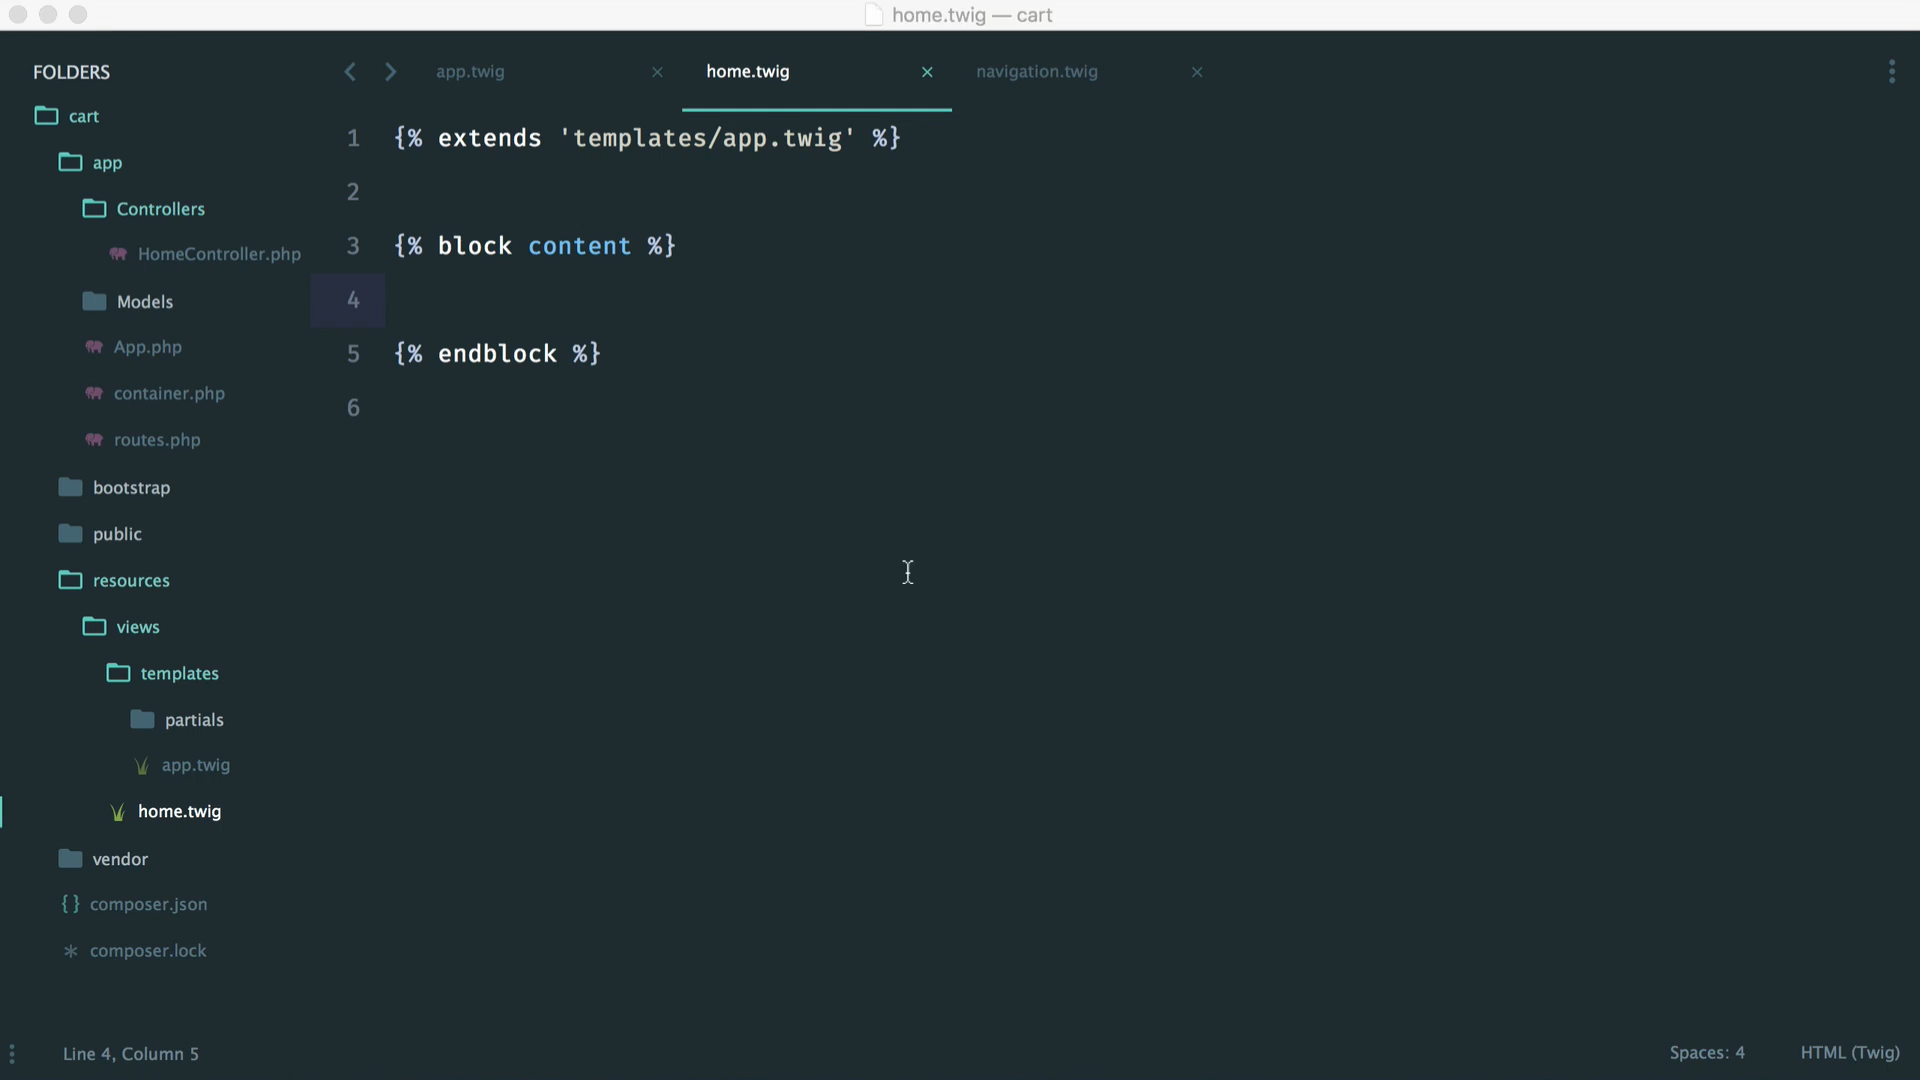 home.twig — cart
FOLDERS
cart
app
Controllers
HomeController.php
Models
App.php
container.php
routes.php
bootstrap
public
resources
views
templates
partials
app.twig
home.twig
vendor
{} composer.json
* composer.lock
app.twig
home.twig
navigation.twig
1 {% extends 'templates/app.twig' %}
2
3 {% block content %}
4
5 {% endblock %}
6
Line 4, Column 5
Spaces: 4
HTML (Twig)